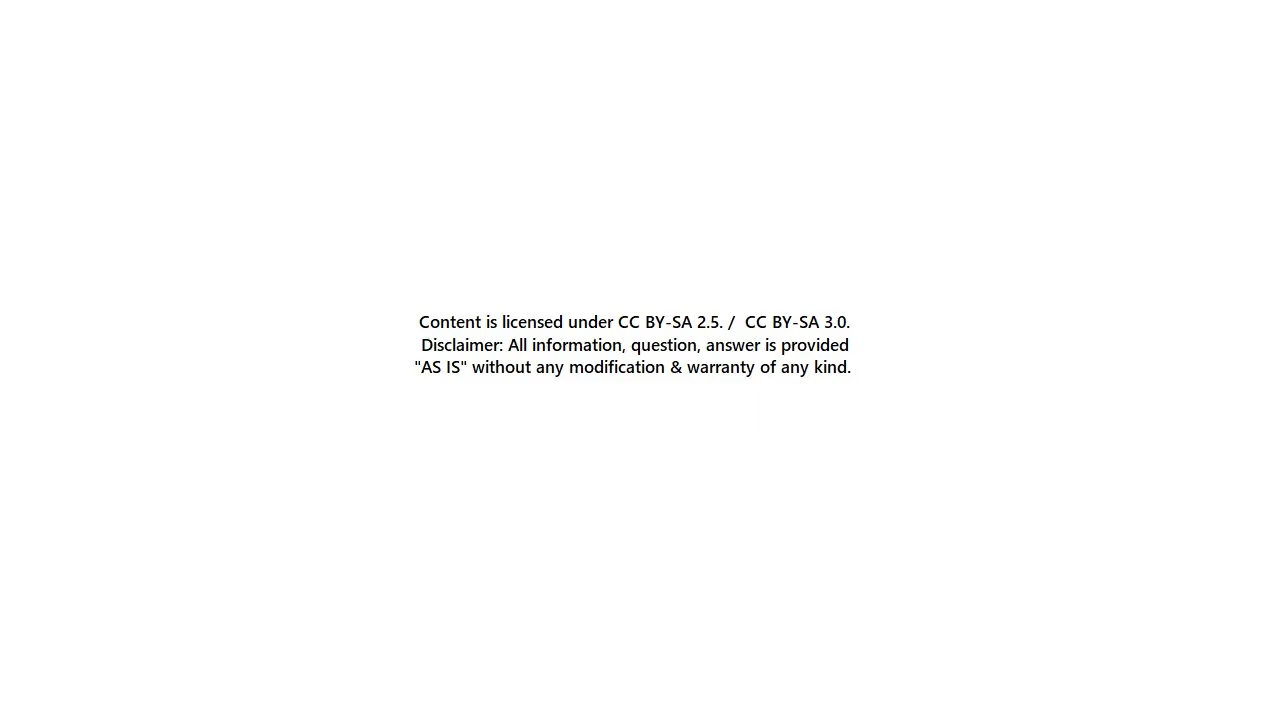 Content is licensed under CC BY-SA 2.5. /  CC BY-SA 3.0.
Disclaimer: All information, question, answer is provided
"AS IS" without any modification & warranty of any kind.